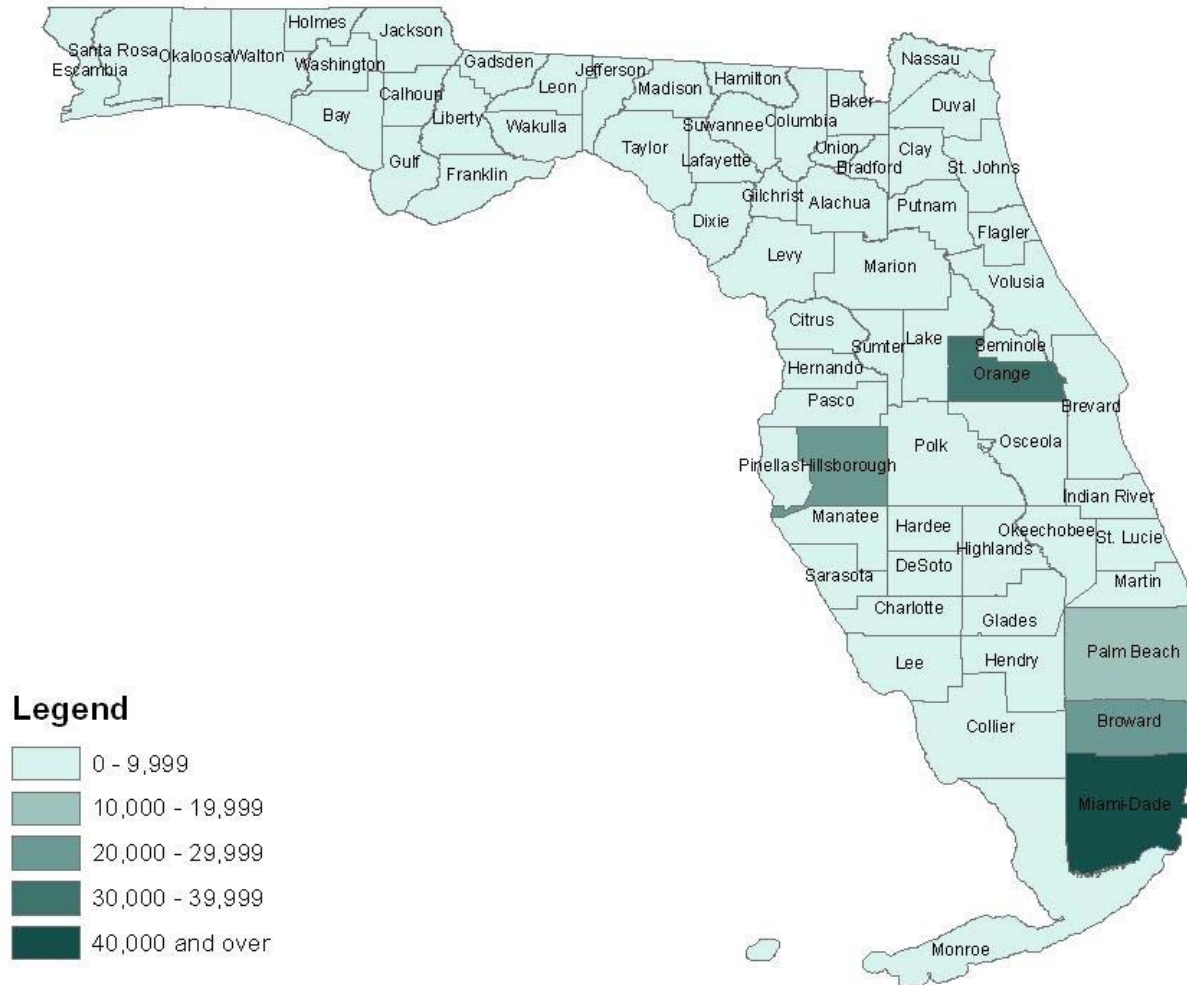 Holmes
Jackson
Santa Rosa
Okaloosa
Walton
Escambia
Washington
Gadsden
Jefferson
Hamilton
Nassau
Leon
Madison
Calhoun
Liberty
Baker
Duval
Bay
Wakulla
Suwannee
Columbia
Taylor
Union
Clay
Lafayette
Bradford
St. Johns
Gulf
Franklin
Gilchrist
Alachua
Putnam
Dixie
Flagler
Levy
Marion
Volusia
Citrus
Sumter
Lake
Seminole
Hernando
Orange
Pasco
Brevard
Polk
Osceola
Pinellas
Hillsborough
Indian River
Manatee
Hardee
Okeechobee
St. Lucie
Highlands
DeSoto
Sarasota
Martin
Charlotte
Glades
Palm Beach
Lee
Hendry
Collier
Broward
Miami-Dade
Monroe
Legend
0 - 9,999
10,000 - 19,999
20,000 - 29,999
30,000 - 39,999
40,000 and over